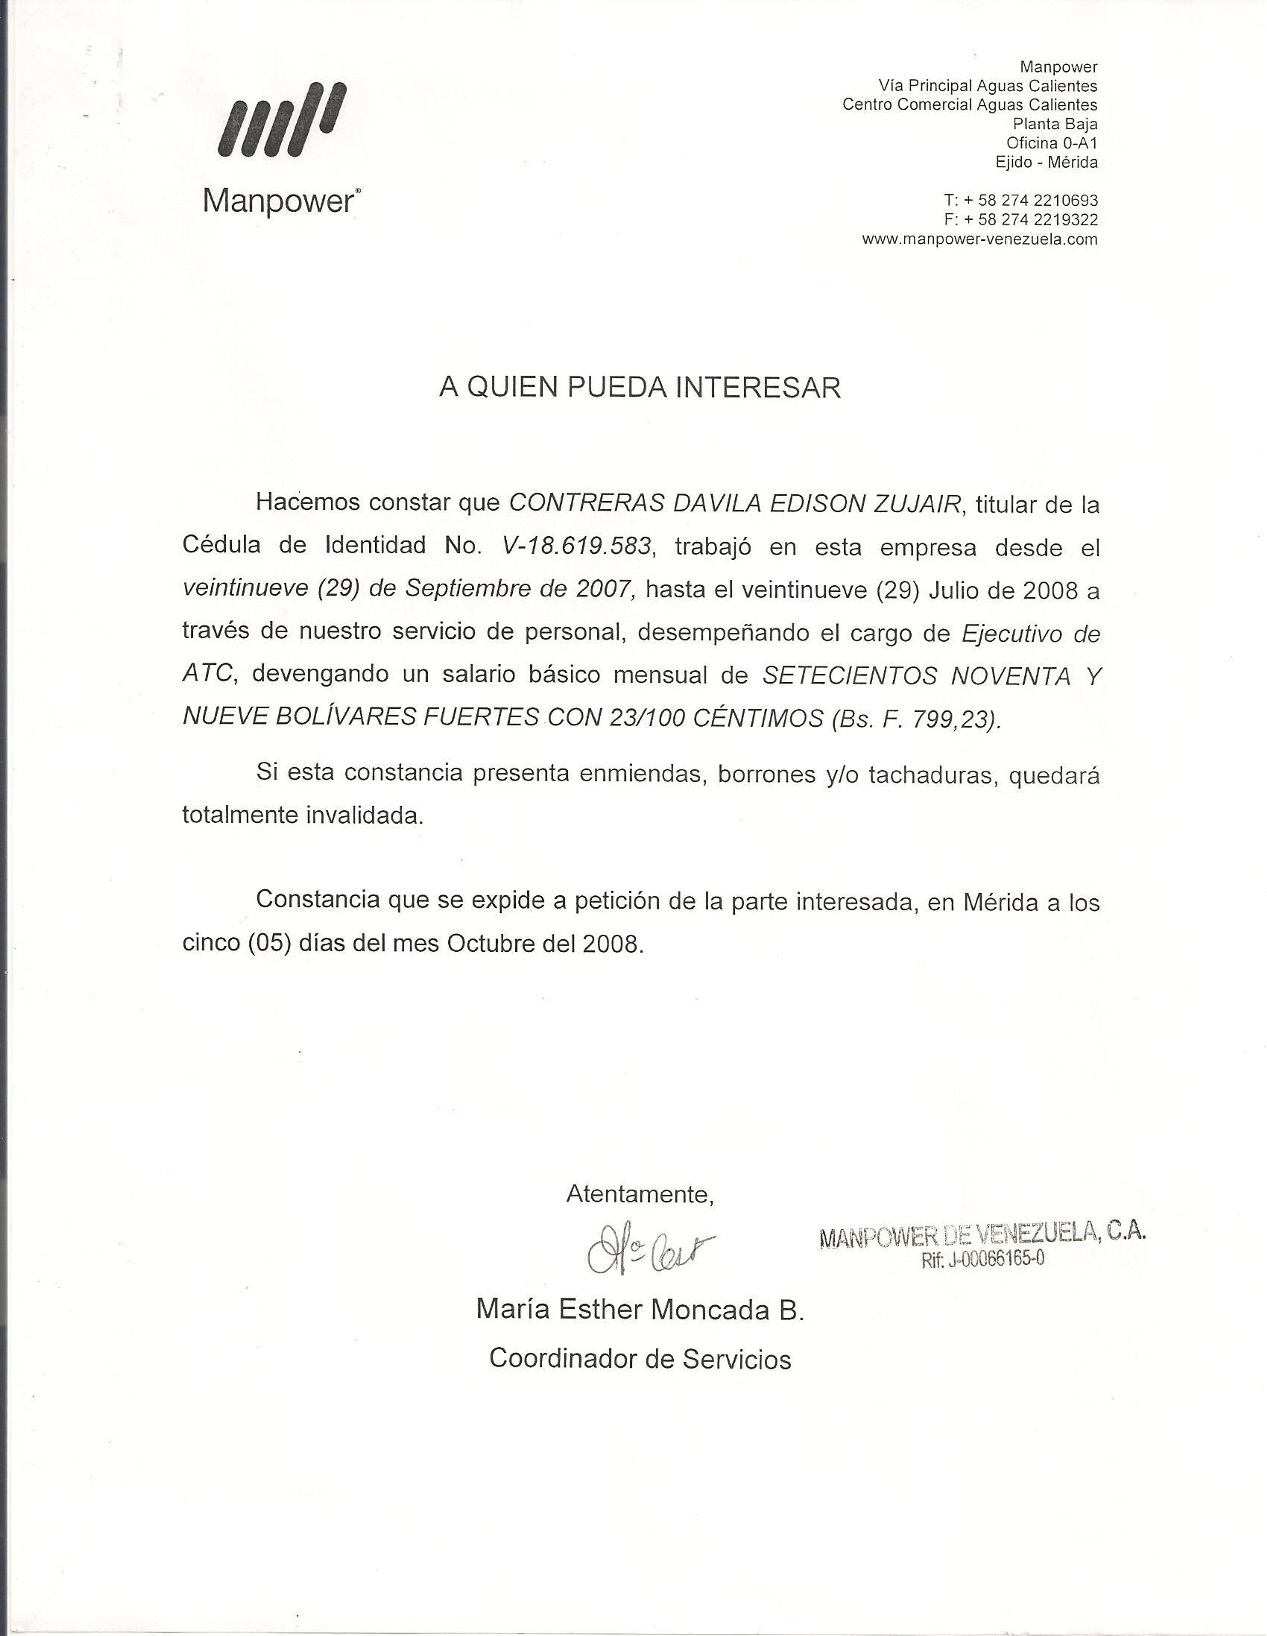 Manpower
Vía Principal Aguas Calientes
Centro Comercial Aguas Calientes
Planta Baja
Oficina 0-A1
Ejido - Mérida
T: + 58 274 2210693
F: + 58 274 2219322
www.manpower-venezuela.com
Manpower®
A QUIEN PUEDA INTERESAR
Hacemos constar que CONTRERAS DAVILA EDISON ZUJAIR, titular de la
Cédula de Identidad No. V-18.619.583, trabajó en esta empresa desde el
veintinueve (29) de Septiembre de 2007, hasta el veintinueve (29) Julio de 2008 a
través de nuestro servicio de personal, desempeñando el cargo de Ejecutivo de
ATC, devengando un salario básico mensual de SETECIENTOS NOVENTA Y
NUEVE BOLÍVARES FUERTES CON 23/100 CÉNTIMOS (Bs. F. 799,23).
Si esta constancia presenta enmiendas, borrones y/o tachaduras, quedará
totalmente invalidada.
Constancia que se expide a petición de la parte interesada, en Mérida a los
cinco (05) días del mes Octubre del 2008.
Atentamente,
MANPOWER DE VENEZUELA, C.A.
Rif: J-00066165-0
María Esther Moncada B.
Coordinador de Servicios